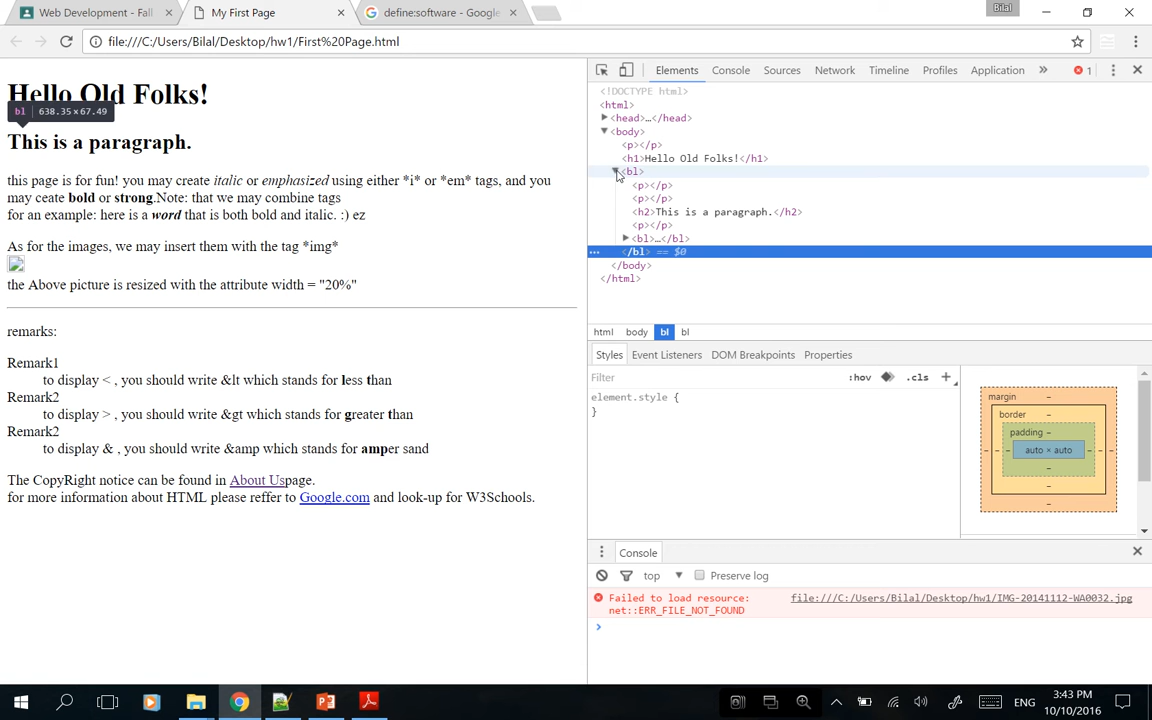 Web Development - Fall
My First Page
define:software - Google
Bilal
file:///C:/Users/Bilal/Desktop/hw1/First%20Page.html
Hello Old Folks!
bl 638.35×67.49
This is a paragraph.
this page is for fun! you may create italic or emphasized using either *i* or *em* tags, and you
may ceate bold or strong.Note: that we may combine tags
for an example: here is a word that is both bold and italic. :) ez
As for the images, we may insert them with the tag *img*
the Above picture is resized with the attribute width = "20%"
remarks:
Remark1
to display < , you should write &lt which stands for less than
Remark2
to display > , you should write &gt which stands for greater than
Remark2
to display & , you should write &amp which stands for amper sand
The CopyRight notice can be found in About Uspage.
for more information about HTML please reffer to Google.com and look-up for W3Schools.
Elements Console Sources Network Timeline Profiles Application » 1
<!DOCTYPE html>
<html>
<head>…</head>
<body>
<p></p>
<h1>Hello Old Folks!</h1>
<bl>
<p></p>
<p></p>
<h2>This is a paragraph.</h2>
<p></p>
<bl>…</bl>
</bl> == $0
</body>
</html>
html body bl bl
Styles Event Listeners DOM Breakpoints Properties
Filter :hov .cls +
element.style {
}
margin –
border –
padding –
– – – auto × auto – – –
–
–
–
Console
top Preserve log
Failed to load resource: file:///C:/Users/Bilal/Desktop/hw1/IMG-20141112-WA0032.jpg
net::ERR_FILE_NOT_FOUND
ENG
3:43 PM
10/10/2016